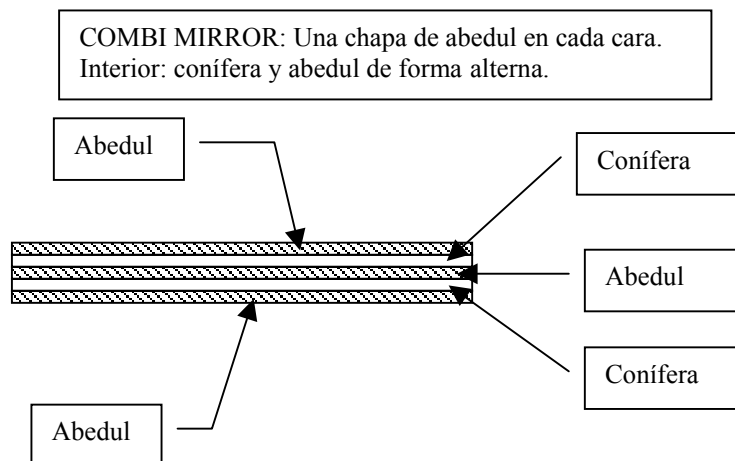 COMBI MIRROR: Una chapa de abedul en cada cara.
Interior: conífera y abedul de forma alterna.
Abedul
Conífera
Abedul
Conífera
Abedul